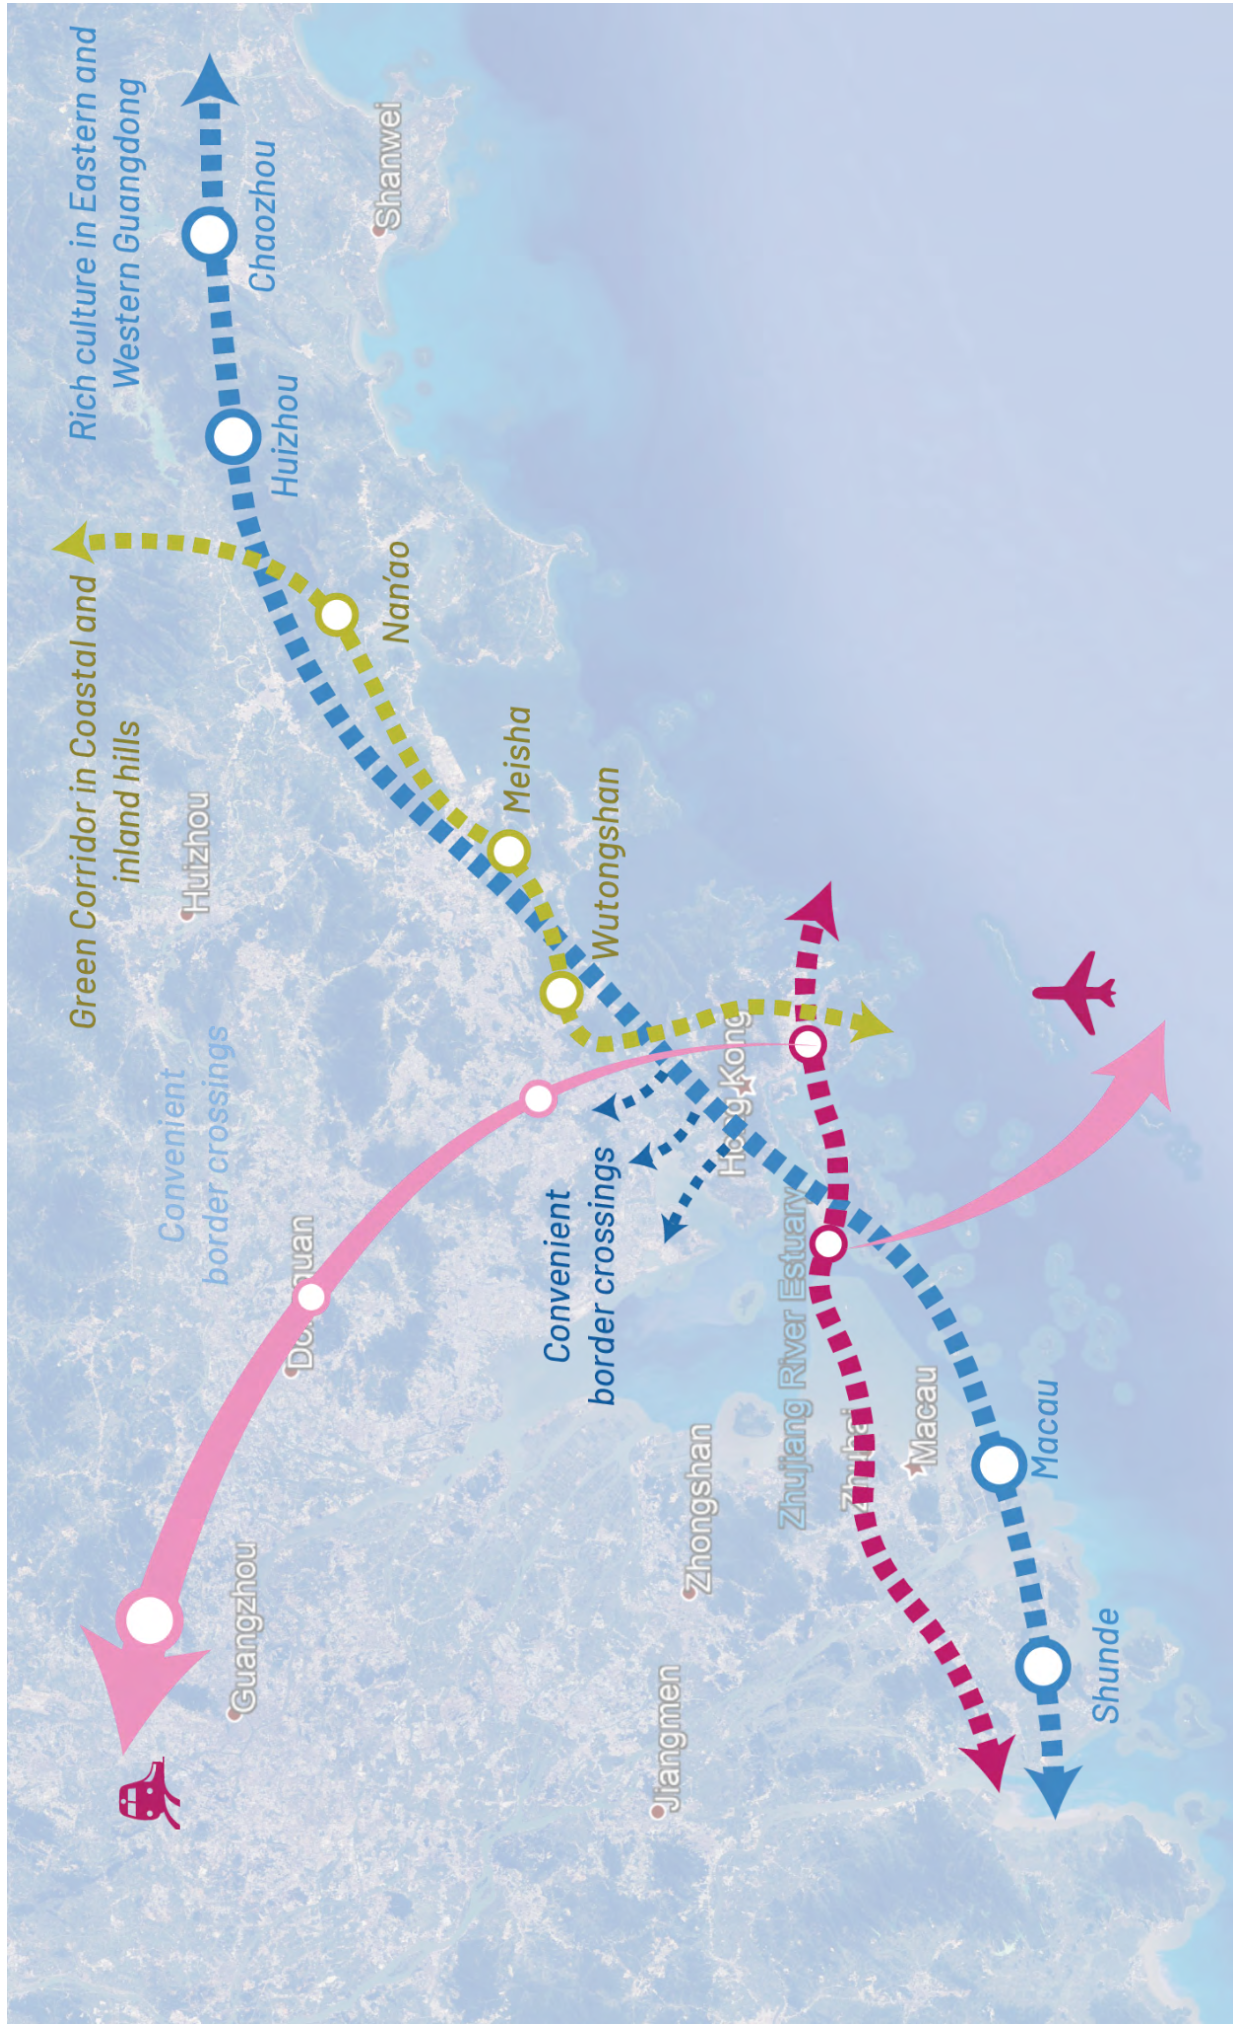 Green Corridor in Coastal and
inland hills
Rich culture in Eastern and
Western Guangdong
Convenient
border crossings
Huizhou
Guangzhou
Chaozhou
Huizhou
Dongguan
Shanwei
Nan'ao
Meisha
Convenient
border crossings
Wutongshan
Jiangmen
Zhongshan
Hong Kong
Zhujiang River Estuary
Zhuhai
Macau
Macau
Shunde